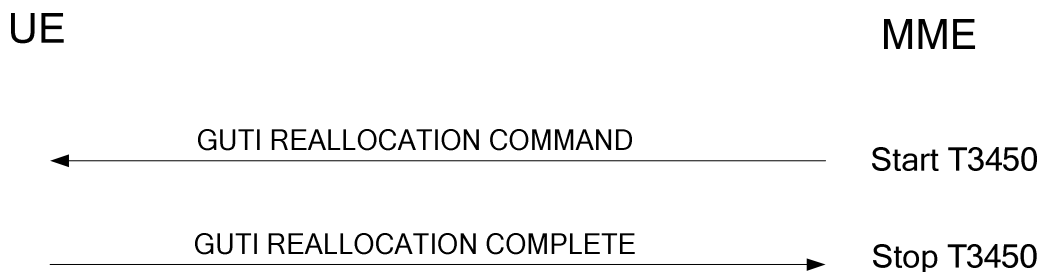 UE
MME
GUTI REALLOCATION COMMAND
Start T3450
GUTI REALLOCATION COMPLETE
Stop T3450